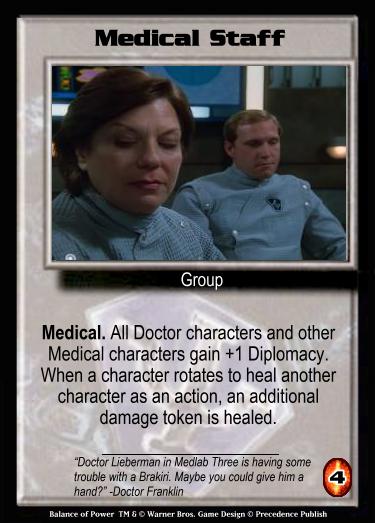 Medical Staff
Group
Medical. All Doctor characters and other
Medical characters gain +1 Diplomacy.
When a character rotates to heal another
character as an action, an additional
damage token is healed.
"Doctor Lieberman in Medlab Three is having some
trouble with a Brakiri. Maybe you could give him a
hand?" -Doctor Franklin
4
Balance of Power TM & © Warner Bros. Game Design © Precedence Publish